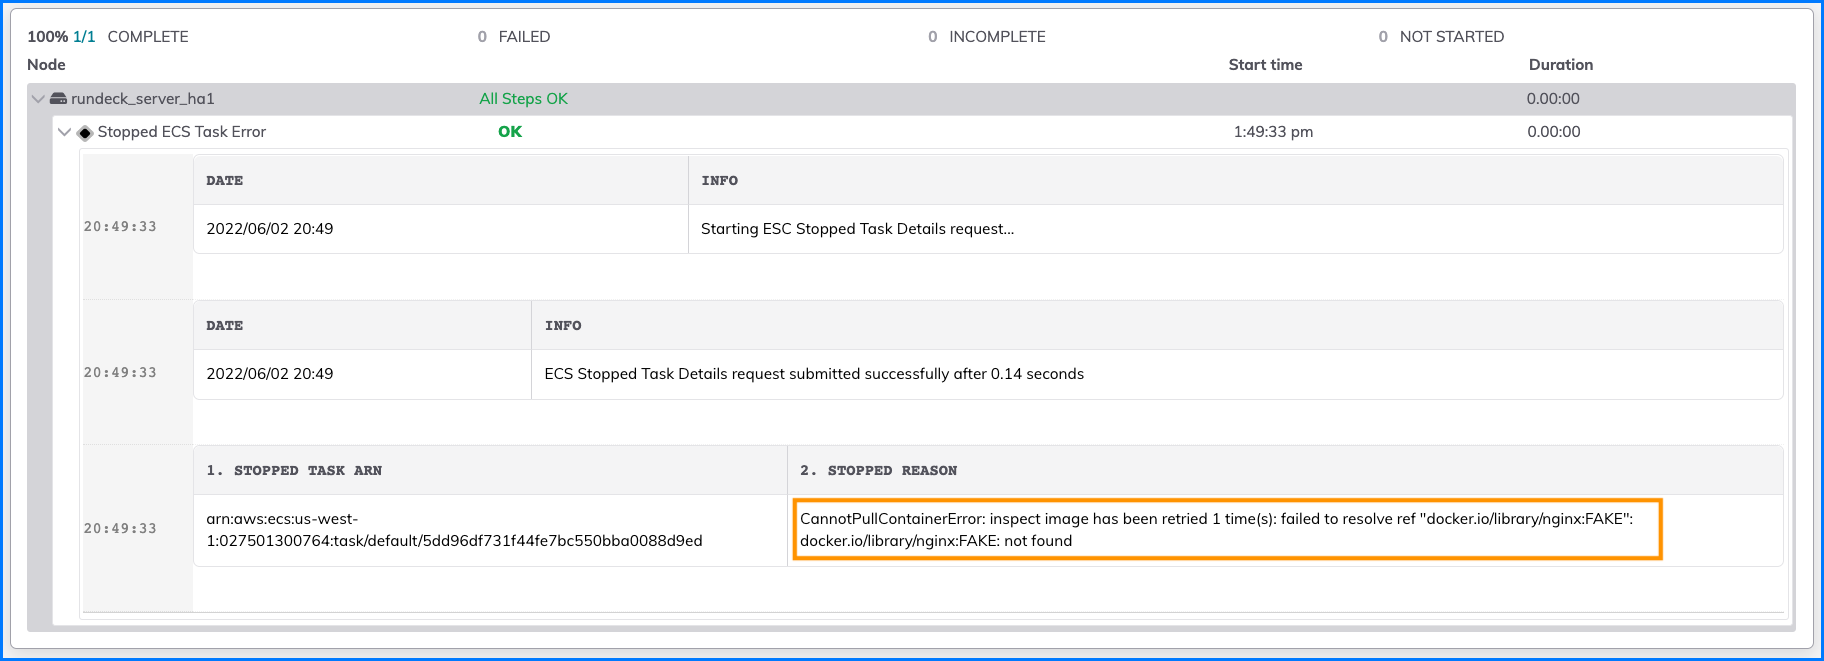 100% 1/1 COMPLETE 0 FAILED 0 INCOMPLETE 0 NOT STARTED
Node Start time Duration
rundeck_server_ha1 All Steps OK 0.00:00
Stopped ECS Task Error OK 1:49:33 pm 0.00:00
DATE INFO
20:49:33 2022/06/02 20:49 Starting ESC Stopped Task Details request...
DATE INFO
20:49:33 2022/06/02 20:49 ECS Stopped Task Details request submitted successfully after 0.14 seconds
1. STOPPED TASK ARN 2. STOPPED REASON
20:49:33
arn:aws:ecs:us-west-
1:027501300764:task/default/5dd96df731f44fe7bc550bba0088d9ed
CannotPullContainerError: inspect image has been retried 1 time(s): failed to resolve ref "docker.io/library/nginx:FAKE":
docker.io/library/nginx:FAKE: not found